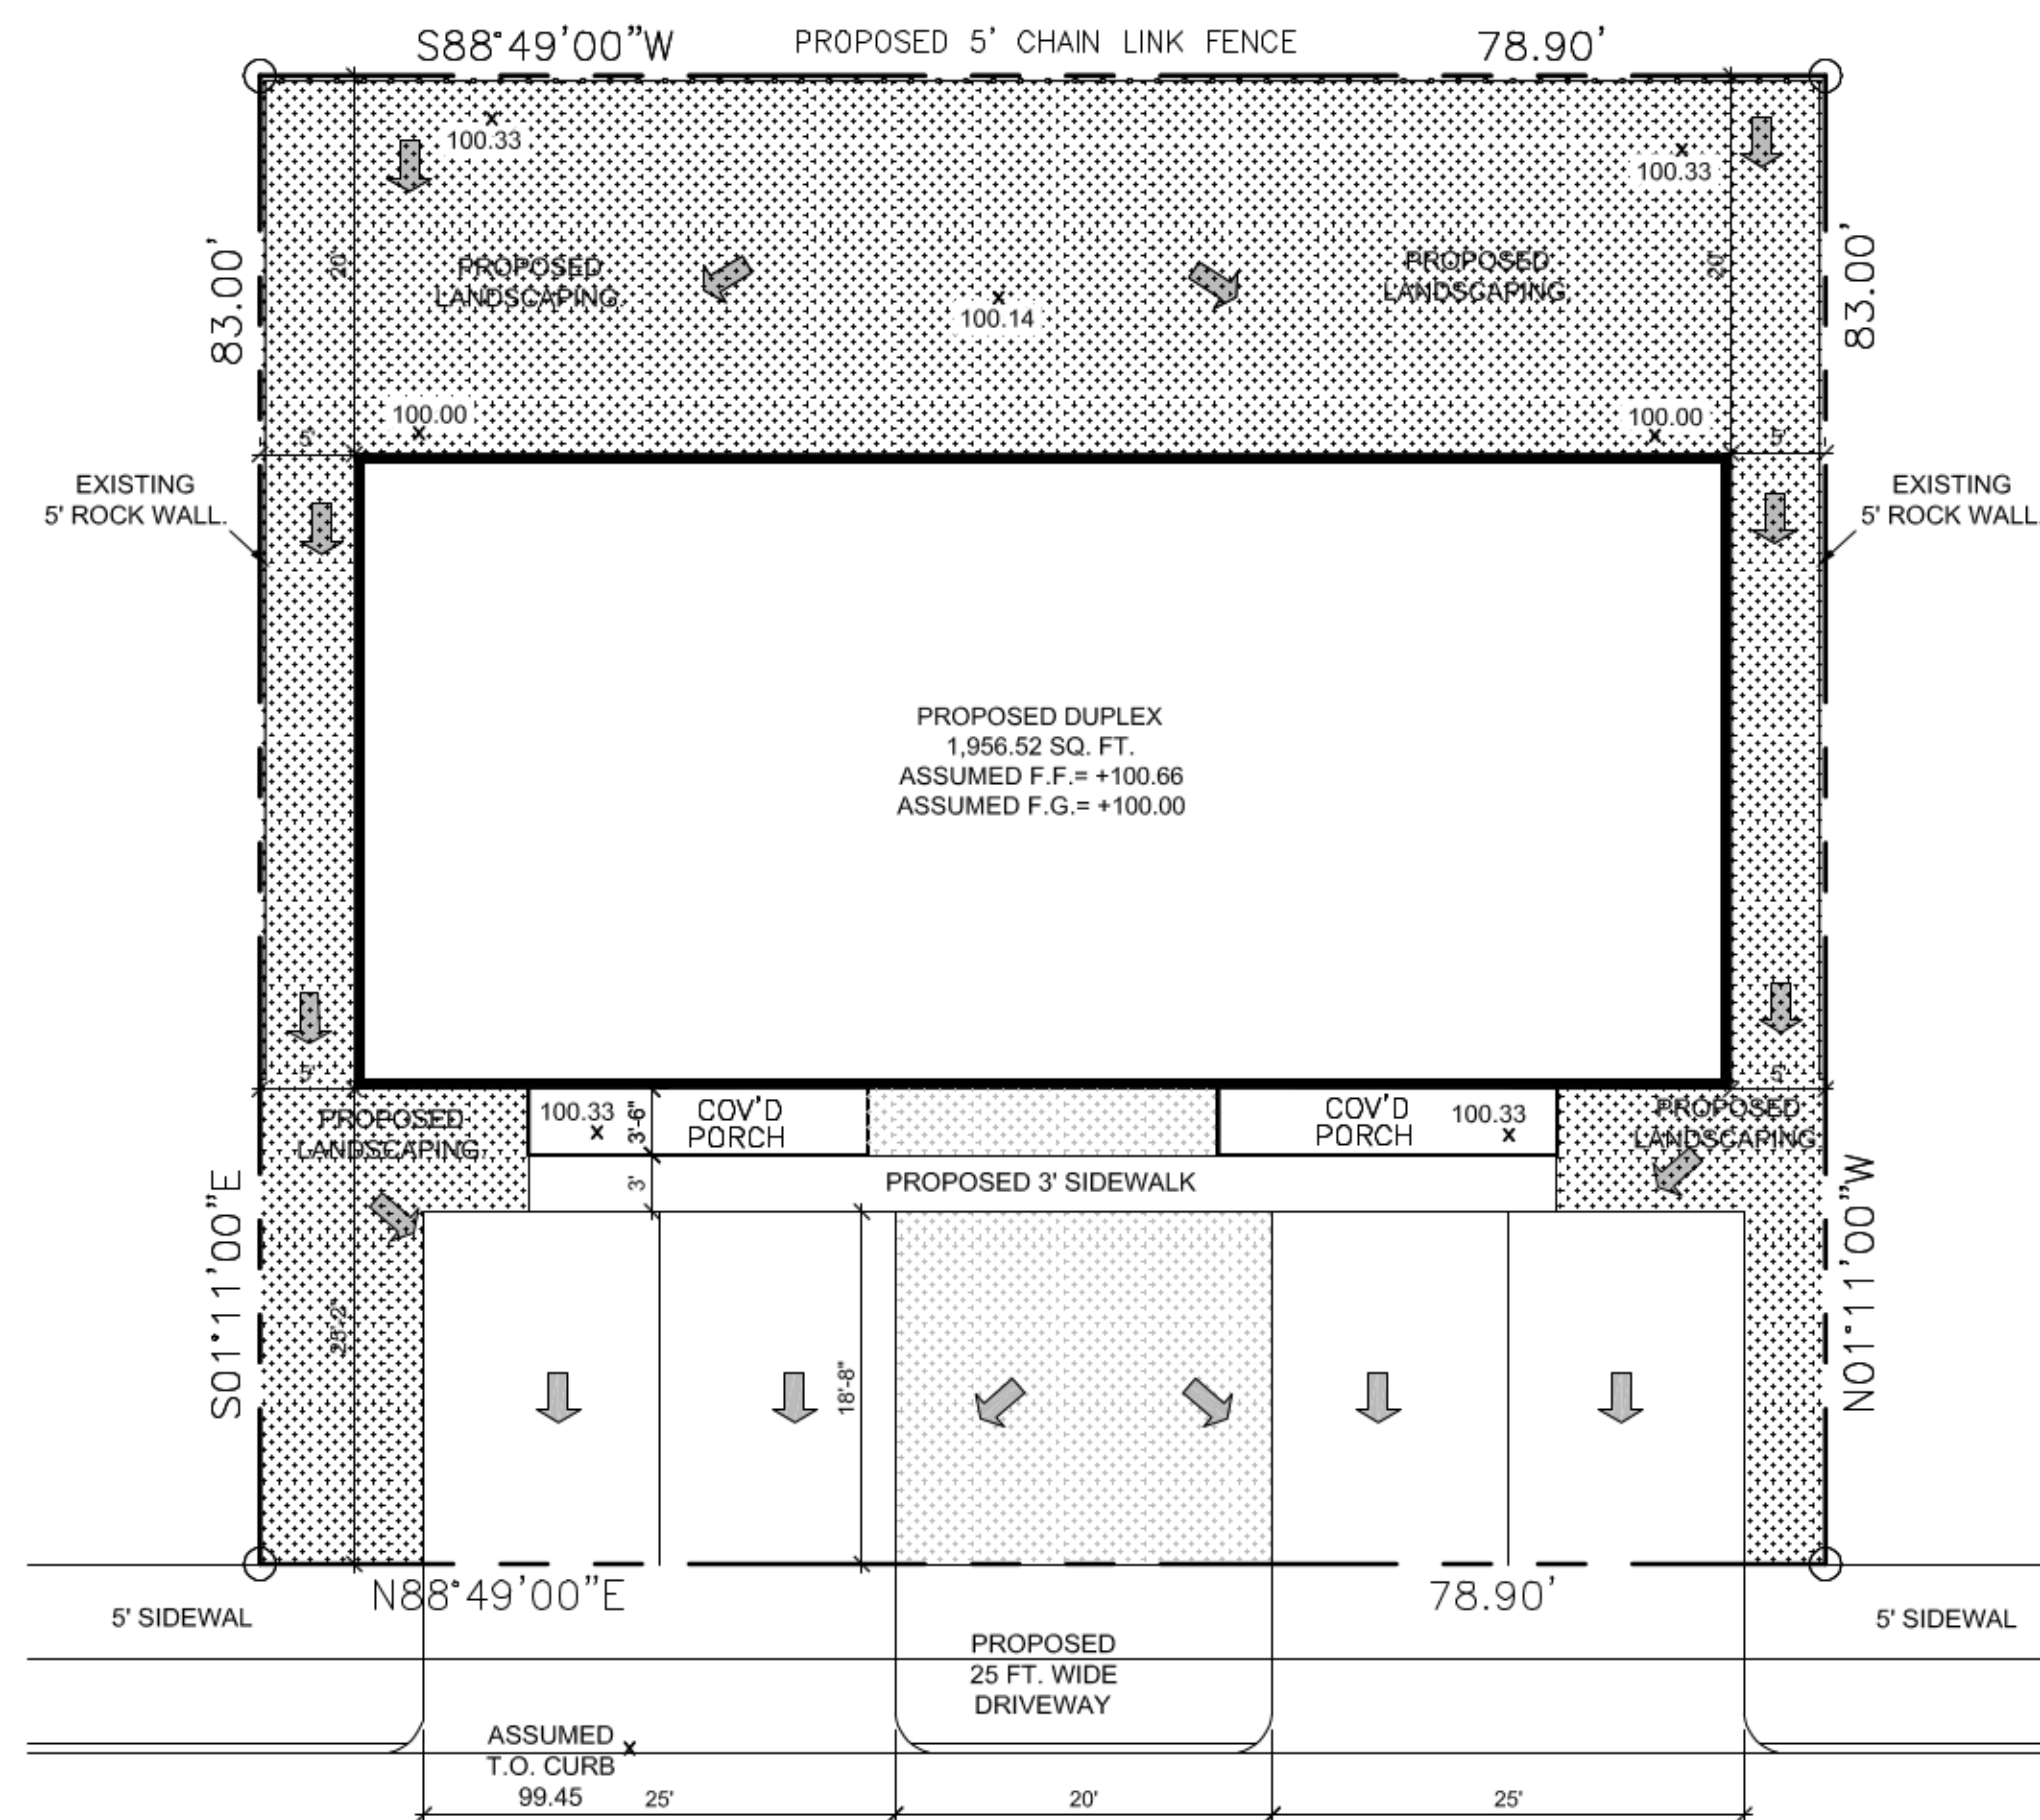 S88°49'00"W
PROPOSED 5' CHAIN LINK FENCE
78.90'
100.33
100.33
83.00'
20'
PROPOSED
LANDSCAPING.
100.14
PROPOSED
LANDSCAPING.
20'
83.00'
100.00
100.00
5'
5'
EXISTING
5' ROCK WALL.
EXISTING
5' ROCK WALL.
PROPOSED DUPLEX
1,956.52 SQ. FT.
ASSUMED F.F.= +100.66
ASSUMED F.G.= +100.00
5'
5'
PROPOSED
LANDSCAPING.
100.33
3'-6"
COV'D
PORCH
COV'D
PORCH
100.33
PROPOSED
LANDSCAPING.
3'
PROPOSED 3' SIDEWALK
S01°11'00"E
25'-2"
18'-8"
N01°11'00"W
N88°49'00"E
78.90'
5' SIDEWAL
5' SIDEWAL
PROPOSED
25 FT. WIDE
DRIVEWAY
ASSUMED
T.O. CURB
99.45
25'
20'
25'